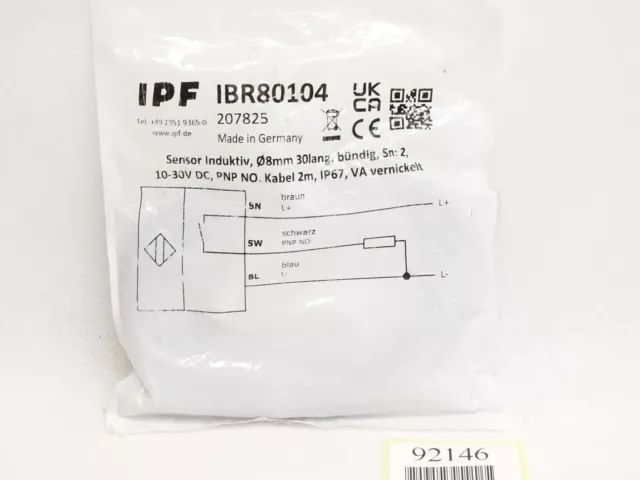 IPF IBR80104 UK CA
Tel. +49 2351 9365-0 207825
www.ipf.de Made in Germany CE
Sensor Induktiv, Ø8mm 30lang. bündig, Sn: 2,
10-30V DC, PNP NO. Kabel 2m, IP67, VA vernickelt
braun
BN L+ L+
schwarz
SW PNP NO
blau
BL L- L-
92146